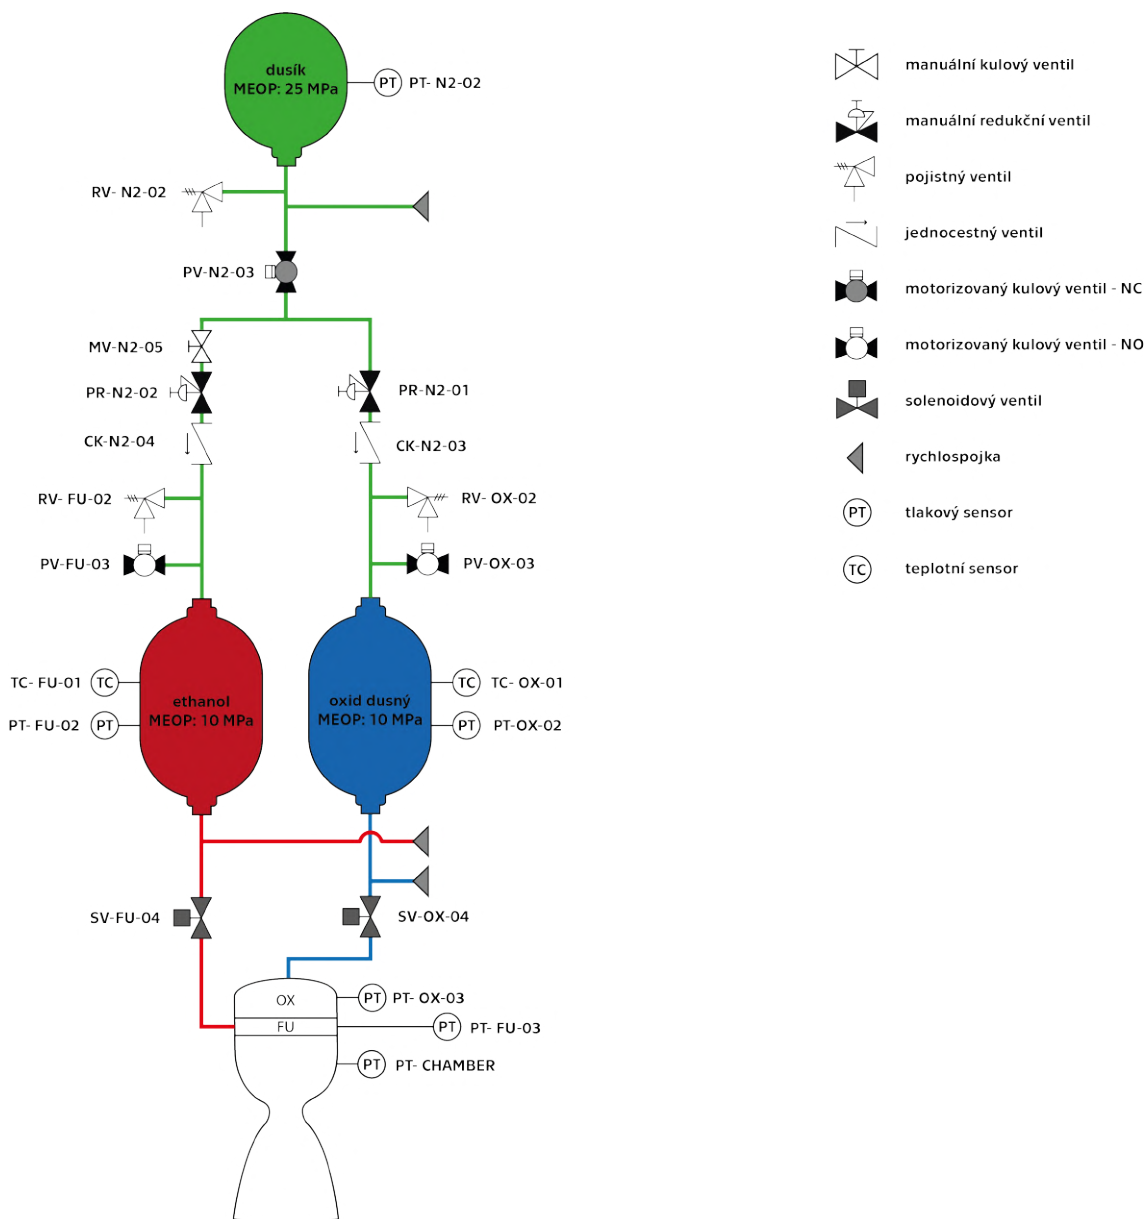 dusík
MEOP: 25 MPa
PT
PT- N2-02
RV- N2-02
PV-N2-03
MV-N2-05
PR-N2-02
PR-N2-01
CK-N2-04
CK-N2-03
RV- FU-02
RV- OX-02
PV-FU-03
PV-OX-03
TC- FU-01
TC
TC
TC- OX-01
ethanol
MEOP: 10 MPa
oxid dusný
MEOP: 10 MPa
PT- FU-02
PT
PT
PT-OX-02
SV-FU-04
SV-OX-04
OX
PT
PT- OX-03
FU
PT
PT- FU-03
PT
PT- CHAMBER
manuální kulový ventil
manuální redukční ventil
pojistný ventil
jednocestný ventil
motorizovaný kulový ventil - NC
motorizovaný kulový ventil - NO
solenoidový ventil
rychlospojka
PT
tlakový sensor
TC
teplotní sensor